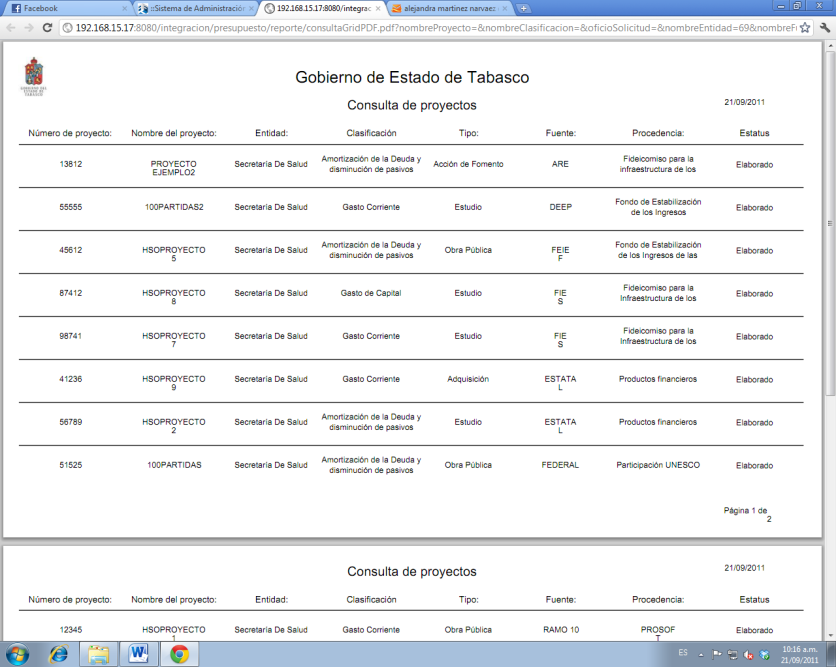 Facebook
::Sistema de Administración
192.168.15.17:8080/integrac
alejandra martinez narvaez
192.168.15.17:8080/integracion/presupuesto/reporte/consultaGridPDF.pdf?nombreProyecto=&nombreClasificacion=&oficioSolicitud=&nombreEntidad=69&nombreF
Gobierno de Estado de Tabasco
Consulta de proyectos
21/09/2011
Número de proyecto: Nombre del proyecto: Entidad: Clasificación Tipo: Fuente: Procedencia: Estatus
13812 PROYECTO EJEMPLO2 Secretaría De Salud Amortización de la Deuda y disminución de pasivos Acción de Fomento ARE Fideicomiso para la infraestructura de los Elaborado
55555 100PARTIDAS2 Secretaría De Salud Gasto Corriente Estudio DEEP Fondo de Estabilización de los Ingresos Elaborado
45612 HSOPROYECTO 5 Secretaría De Salud Amortización de la Deuda y disminución de pasivos Obra Pública FEIE F Fondo de Estabilización de los Ingresos de las Elaborado
87412 HSOPROYECTO 8 Secretaría De Salud Gasto de Capital Estudio FIE S Fideicomiso para la Infraestructura de los Elaborado
98741 HSOPROYECTO 7 Secretaría De Salud Gasto Corriente Estudio FIE S Fideicomiso para la Infraestructura de los Elaborado
41236 HSOPROYECTO 9 Secretaría De Salud Gasto Corriente Adquisición ESTATA L Productos financieros Elaborado
56789 HSOPROYECTO 2 Secretaría De Salud Amortización de la Deuda y disminución de pasivos Estudio ESTATA L Productos financieros Elaborado
51525 100PARTIDAS Secretaría De Salud Amortización de la Deuda y disminución de pasivos Obra Pública FEDERAL Participación UNESCO Elaborado
Página 1 de 2
Consulta de proyectos
21/09/2011
Número de proyecto: Nombre del proyecto: Entidad: Clasificación Tipo: Fuente: Procedencia: Estatus
12345 HSOPROYECTO 1 Secretaría De Salud Gasto Corriente Obra Pública RAMO 10 PROSOF T Elaborado
ES
10:16 a.m.
21/09/2011